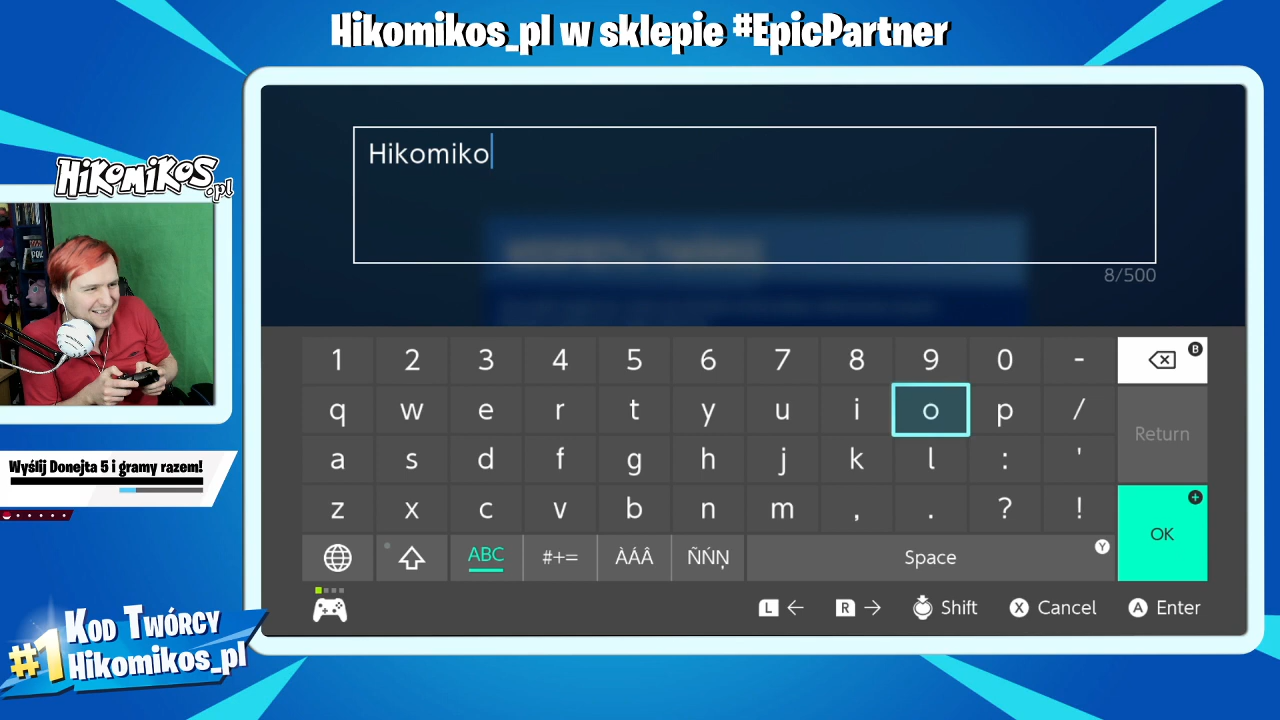 Hikomikos_pl w sklepie #EpicPartner
Hikomiko
8/500
HiKoMiKoS
.pl
1 2 3 4 5 6 7 8 9 0 - B
q w e r t y u i o p / Return
a s d f g h j k l : '
z x c v b n m , . ? ! + OK
ABC #+= ÀÁÂ ÑŃŅ Space Y
L ← R → Shift X Cancel A Enter
Wyślij Donejta 5 i gramy razem!
#1 Kod Twórcy
Hikomikos_pl